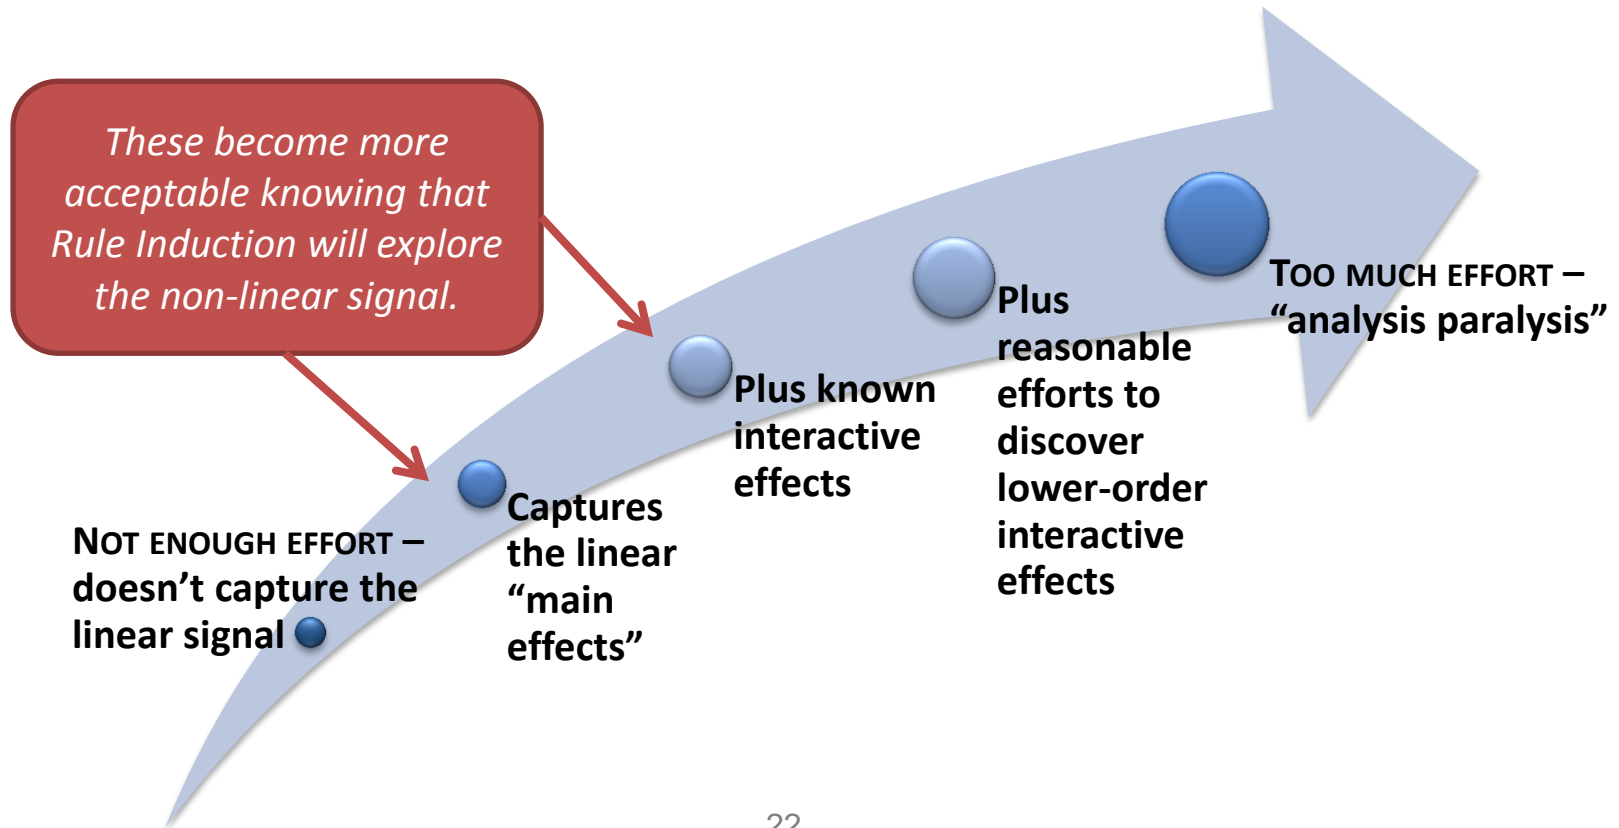 These become more
acceptable knowing that
Rule Induction will explore
the non-linear signal.
NOT ENOUGH EFFORT –
doesn’t capture the
linear signal
Captures
the linear
“main
effects”
Plus known
interactive
effects
Plus
reasonable
efforts to
discover
lower-order
interactive
effects
TOO MUCH EFFORT –
“analysis paralysis”
22